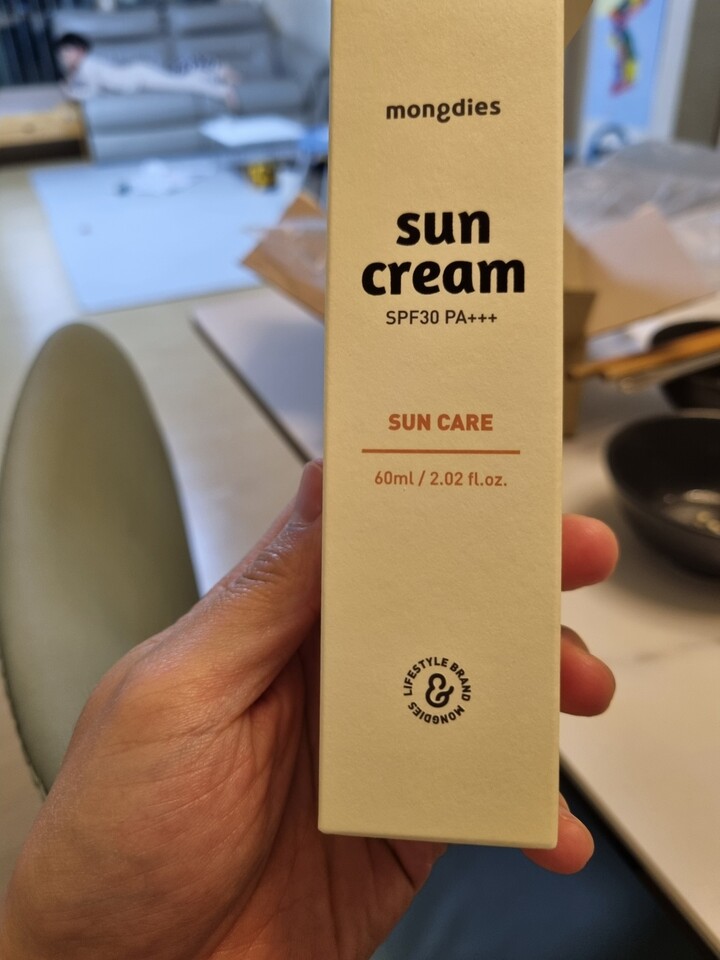 mongdies
sun
cream
SPF30 PA+++
SUN CARE
60ml / 2.02 fl.oz.
LIFESTYLE BRAND MONGDIES
&